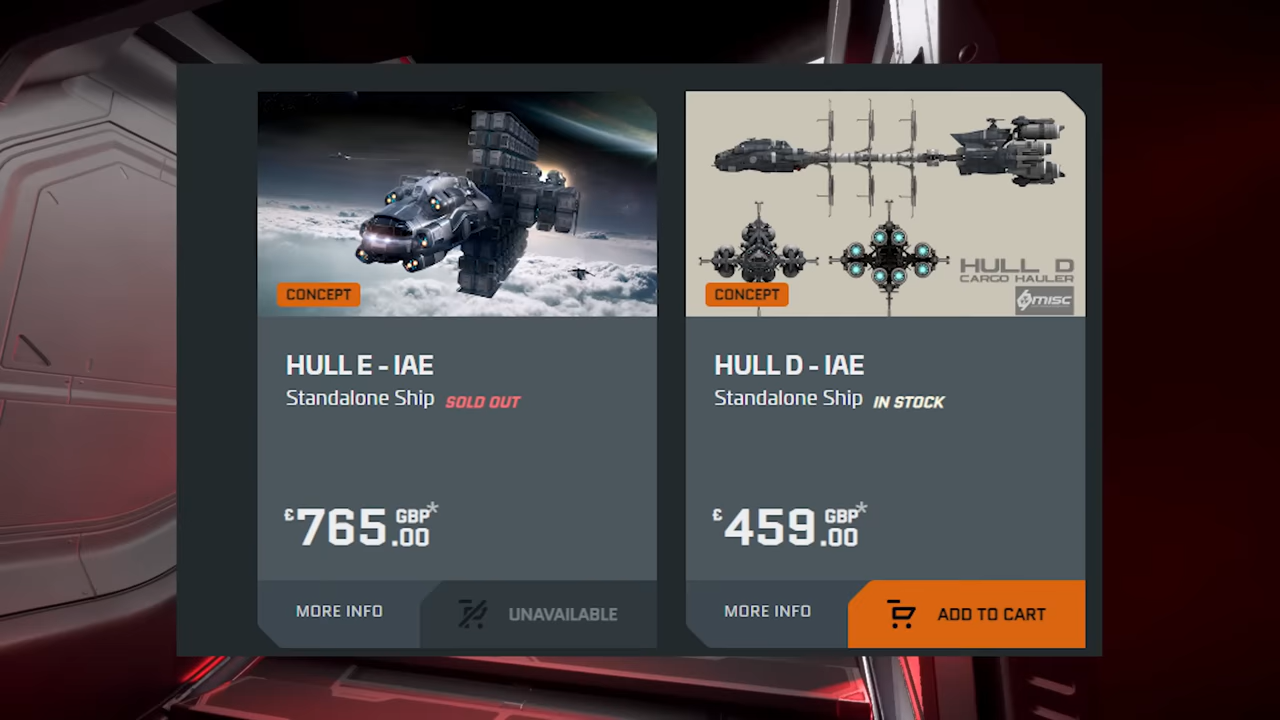 CONCEPT
HULL E - IAE
Standalone Ship SOLD OUT
£765.00 GBP*
MORE INFO
UNAVAILABLE
HULL D
CARGO HAULER
MISC
CONCEPT
HULL D - IAE
Standalone Ship IN STOCK
£459.00 GBP*
MORE INFO
ADD TO CART